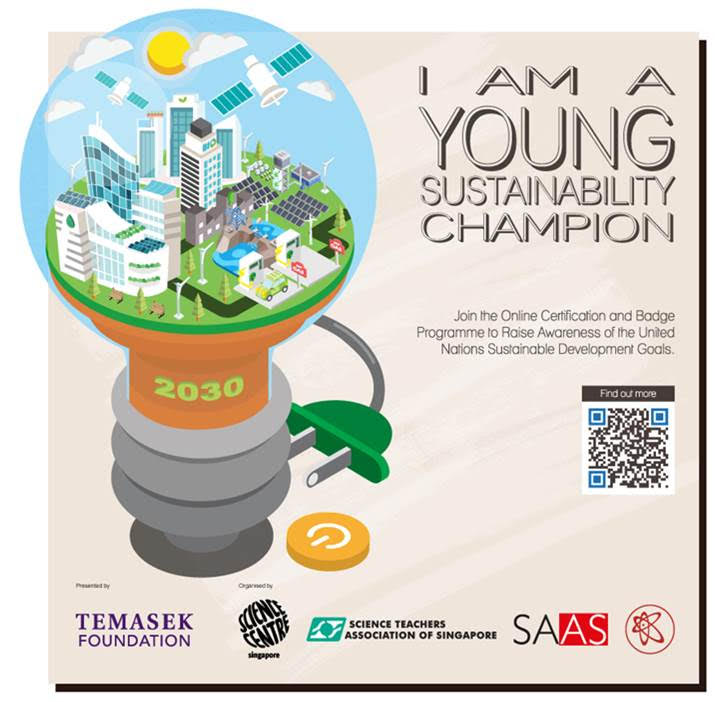 I AM A
YOUNG
SUSTAINABILITY
CHAMPION
Join the Online Certification and Badge
Programme to Raise Awareness of the United
Nations Sustainable Development Goals.
2030
Find out more
Presented by
TEMASEK
FOUNDATION
Organised by
SCIENCE
CENTRE
singapore
SCIENCE TEACHERS
ASSOCIATION OF SINGAPORE
SAAS